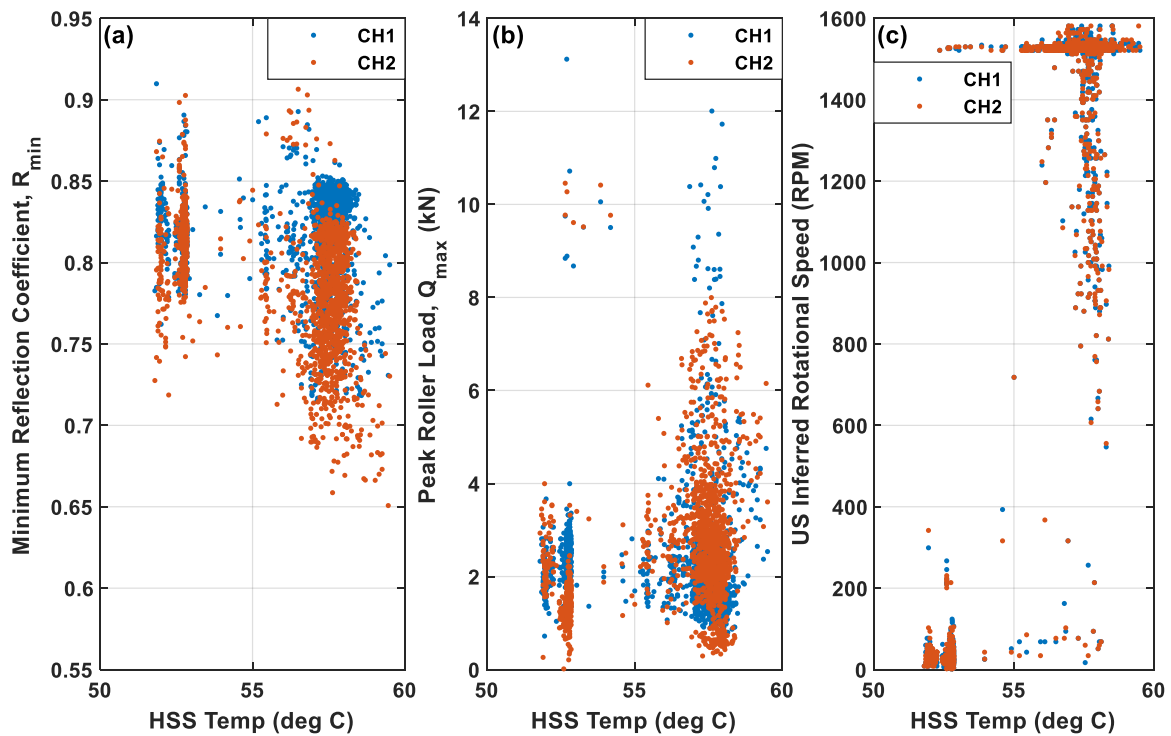 (a)
CH1
CH2
0.95
0.9
0.85
0.8
0.75
0.7
0.65
0.6
0.55
50
55
60
HSS Temp (deg C)
Minimum Reflection Coefficient, R_min
(b)
CH1
CH2
14
12
10
8
6
4
2
0
50
55
60
HSS Temp (deg C)
Peak Roller Load, Q_max (kN)
(c)
CH1
CH2
1600
1400
1200
1000
800
600
400
200
0
50
55
60
HSS Temp (deg C)
US Inferred Rotational Speed (RPM)